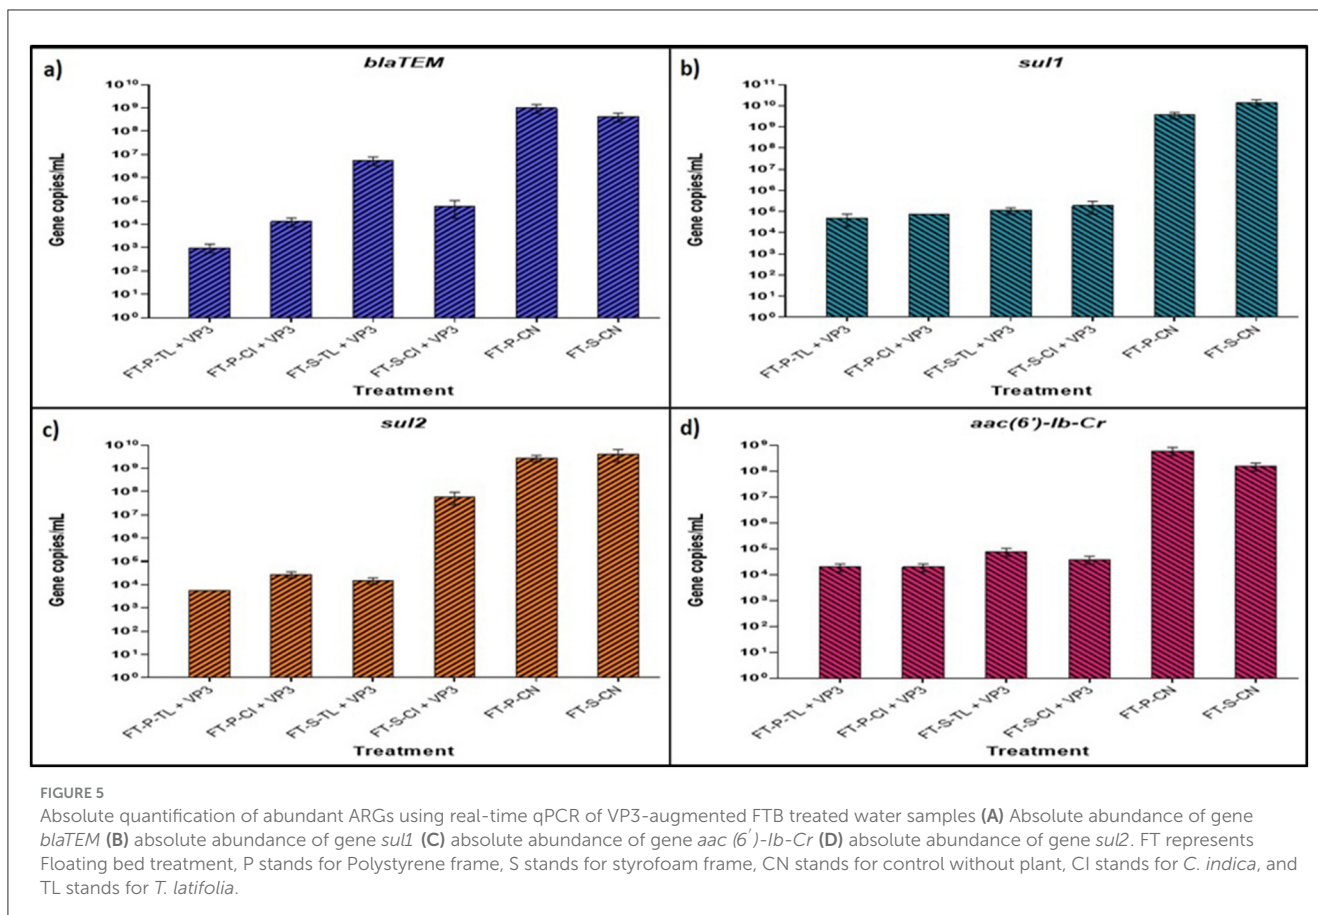 a)
blaTEM
Gene copies/mL
10¹⁰
10⁹
10⁸
10⁷
10⁶
10⁵
10⁴
10³
10²
10¹
10⁰
FT-P-TL + VP3
FT-P-CI + VP3
FT-S-TL + VP3
FT-S-CI + VP3
FT-P-CN
FT-S-CN
Treatment
b)
sul1
Gene copies/mL
10¹¹
10¹⁰
10⁹
10⁸
10⁷
10⁶
10⁵
10⁴
10³
10²
10¹
10⁰
FT-P-TL + VP3
FT-P-CI + VP3
FT-S-TL + VP3
FT-S-CI + VP3
FT-P-CN
FT-S-CN
Treatment
c)
sul2
Gene copies/mL
10¹⁰
10⁹
10⁸
10⁷
10⁶
10⁵
10⁴
10³
10²
10¹
10⁰
FT-P-TL + VP3
FT-P-CI + VP3
FT-S-TL + VP3
FT-S-CI + VP3
FT-P-CN
FT-S-CN
Treatment
d)
aac(6')-Ib-Cr
Gene copies/mL
10⁹
10⁸
10⁷
10⁶
10⁵
10⁴
10³
10²
10¹
10⁰
FT-P-TL + VP3
FT-P-CI + VP3
FT-S-TL + VP3
FT-S-CI + VP3
FT-P-CN
FT-S-CN
Treatment
FIGURE 5
Absolute quantification of abundant ARGs using real-time qPCR of VP3-augmented FTB treated water samples (A) Absolute abundance of gene
blaTEM (B) absolute abundance of gene sul1 (C) absolute abundance of gene aac (6′)-Ib-Cr (D) absolute abundance of gene sul2. FT represents
Floating bed treatment, P stands for Polystyrene frame, S stands for styrofoam frame, CN stands for control without plant, CI stands for C. indica, and
TL stands for T. latifolia.